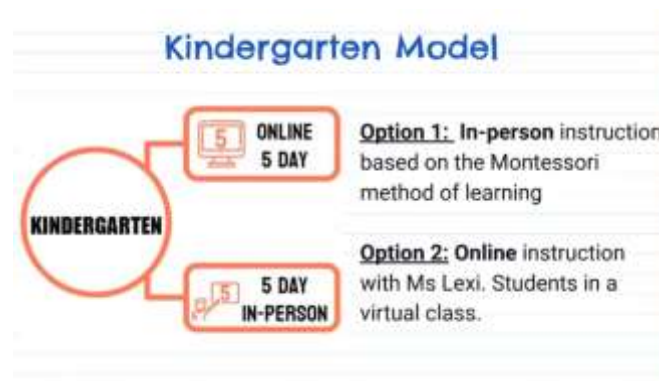 Kindergarten Model
KINDERGARTEN
5
ONLINE
5 DAY
Option 1: In-person instruction
based on the Montessori
method of learning
5
5 DAY
IN-PERSON
Option 2: Online instruction
with Ms Lexi. Students in a
virtual class.